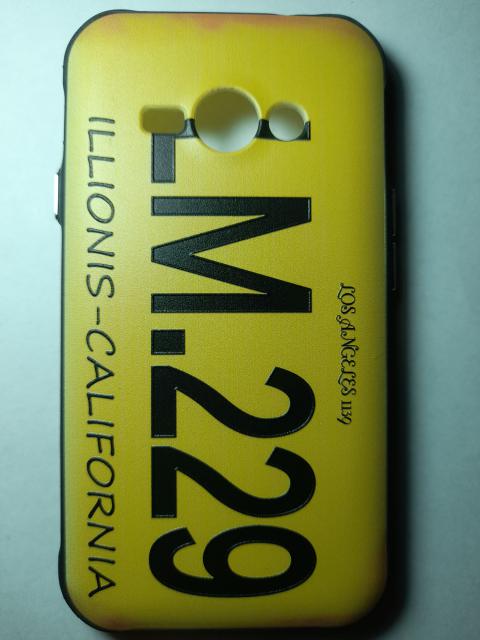 LOS ANGELES 1139
LM.229
ILLIONIS-CALIFORNIA